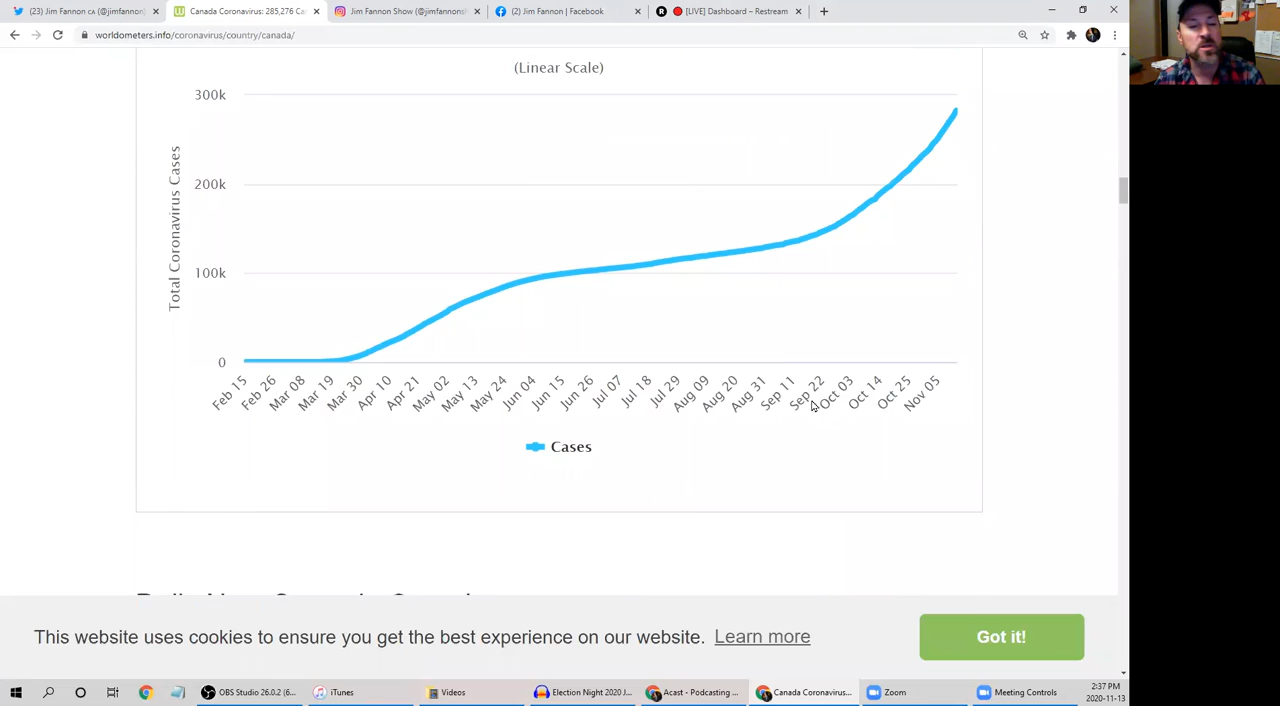 (23) Jim Fannon CA (@jimfannon
Canada Coronavirus: 285,276 Ca
Jim Fannon Show (@jimfannonsh
(2) Jim Fannon | Facebook
[LIVE] Dashboard – Restream
worldometers.info/coronavirus/country/canada/
(Linear Scale)
Total Coronavirus Cases
300k
200k
100k
0
Feb 15
Feb 26
Mar 08
Mar 19
Mar 30
Apr 10
Apr 21
May 02
May 13
May 24
Jun 04
Jun 15
Jun 26
Jul 07
Jul 18
Jul 29
Aug 09
Aug 20
Aug 31
Sep 11
Sep 22
Oct 03
Oct 14
Oct 25
Nov 05
Cases
This website uses cookies to ensure you get the best experience on our website. Learn more
Got it!
OBS Studio 26.0.2 (6...
iTunes
Videos
Election Night 2020 J...
Acast - Podcasting ...
Canada Coronavirus...
Zoom
Meeting Controls
2:37 PM
2020-11-13